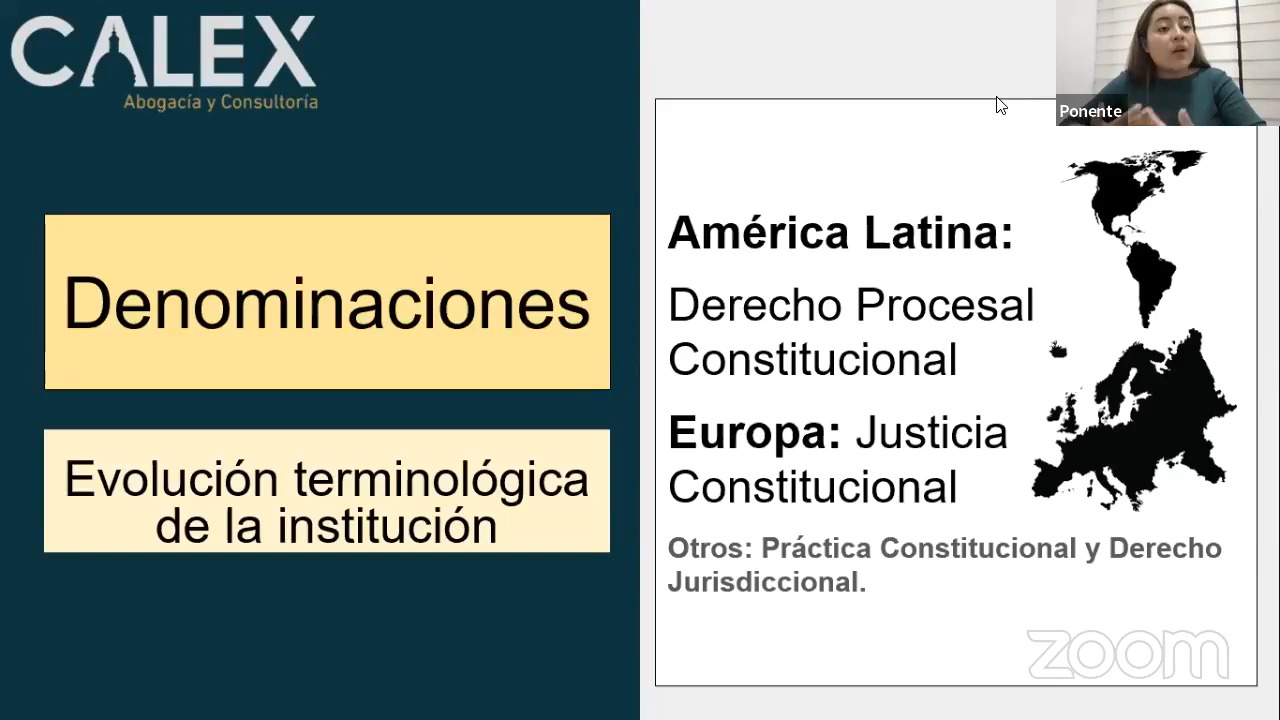 CALEX
Abogacía y Consultoría
Denominaciones
Evolución terminológica
de la institución
Ponente
América Latina:
Derecho Procesal
Constitucional
Europa: Justicia
Constitucional
Otros: Práctica Constitucional y Derecho
Jurisdiccional.
zoom